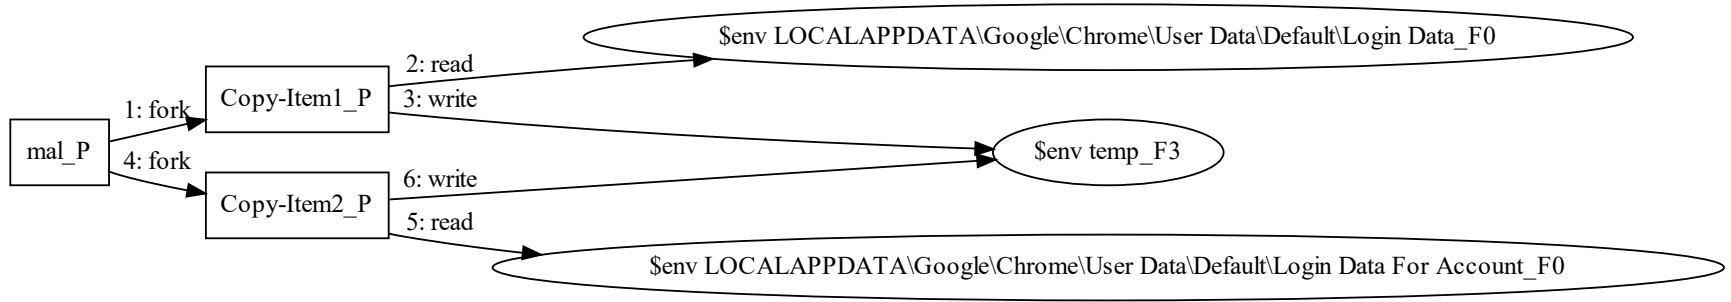 $env LOCALAPPDATA\Google\Chrome\User Data\Default\Login Data_F0
2: read
Copy-Item1_P
3: write
1: fork
mal_P
$env temp_F3
4: fork
6: write
Copy-Item2_P
5: read
$env LOCALAPPDATA\Google\Chrome\User Data\Default\Login Data For Account_F0